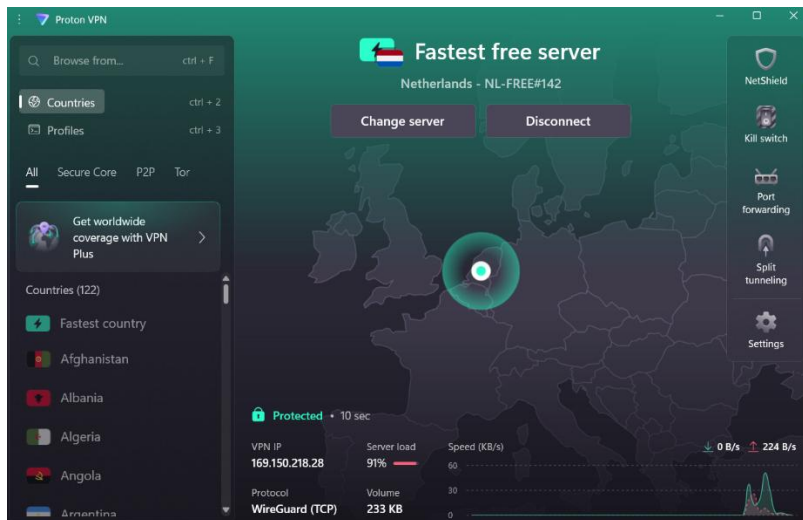 Proton VPN
Browse from...
ctrl + F
Countries
ctrl + 2
Profiles
ctrl + 3
All
Secure Core
P2P
Tor
Get worldwide
coverage with VPN
Plus
Countries (122)
Fastest country
Afghanistan
Albania
Algeria
Angola
Argentina
Fastest free server
Netherlands - NL-FREE#142
Change server
Disconnect
Protected • 10 sec
VPN IP
169.150.218.28
Server load
91%
Protocol
WireGuard (TCP)
Volume
233 KB
Speed (KB/s)
0 B/s
224 B/s
60
30
0
NetShield
Kill switch
Port
forwarding
Split
tunneling
Settings